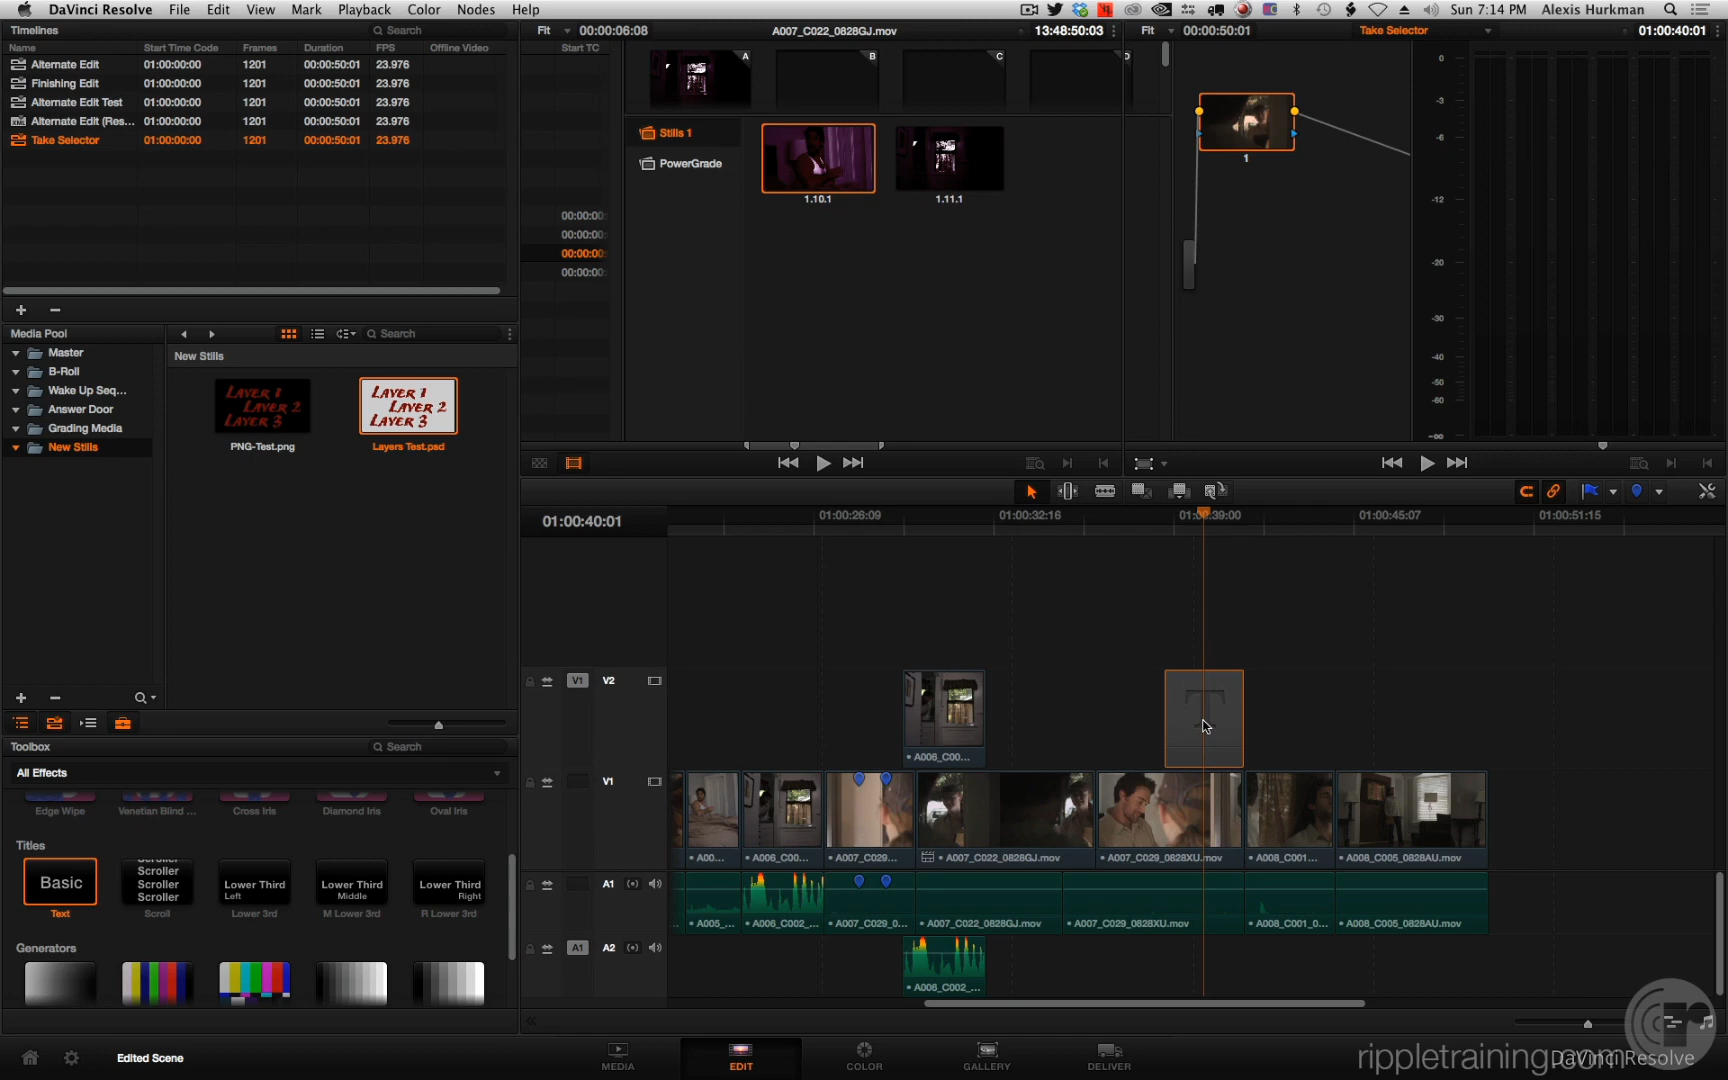 DaVinci Resolve File Edit View Mark Playback Color Nodes Help Sun 7:14 PM Alexis Hurkman
Timelines Search Fit 00:00:06:08 A007_C022_0828GJ.mov 13:48:50:03 Fit 00:00:50:01 Take Selector 01:00:40:01
Name Start Time Code Frames Duration FPS Offline Video Start TC
Alternate Edit 01:00:00:00 1201 00:00:50:01 23.976
Finishing Edit 01:00:00:00 1201 00:00:50:01 23.976
Alternate Edit Test 01:00:00:00 1201 00:00:50:01 23.976
Alternate Edit (Res... 01:00:00:00 1201 00:00:50:01 23.976
Take Selector 01:00:00:00 1201 00:00:50:01 23.976
A B C D
Stills 1
PowerGrade
1.10.1 1.11.1
1
00:00:00:
00:00:00:
00:00:00:
00:00:00:
0
-3
-6
-12
-20
-30
-40
-50
-60
-oo
Media Pool Search
Master
B-Roll
Wake Up Seq...
Answer Door
Grading Media
New Stills
New Stills
LAYER 1
LAYER 2
LAYER 3
PNG-Test.png
LAYER 1
LAYER 2
LAYER 3
Layers Test.psd
01:00:40:01 01:00:26:09 01:00:32:16 01:00:39:00 01:00:45:07 01:00:51:15
V1 V2
A006_C00...
V1
A00... A006_C00... A007_C029... A007_C022_0828GJ.mov A007_C029_0828XU.mov A008_C001... A008_C005_0828AU.mov
A1
A005_... A006_C002_... A007_C029_0... A007_C022_0828GJ.mov A007_C029_0828XU.mov A008_C001_0... A008_C005_0828AU.mov
A1 A2
A006_C002_...
Toolbox Search
All Effects
Edge Wipe Venetian Blind ... Cross Iris Diamond Iris Oval Iris
Titles
Basic
Scroller
Scroller
Scroller
Scroller
Lower Third
Left
Lower Third
Middle
Lower Third
Right
Text Scroll Lower 3rd M Lower 3rd R Lower 3rd
Generators
Edited Scene
MEDIA EDIT COLOR GALLERY DELIVER
rippletraining.com
DaVinci Resolve